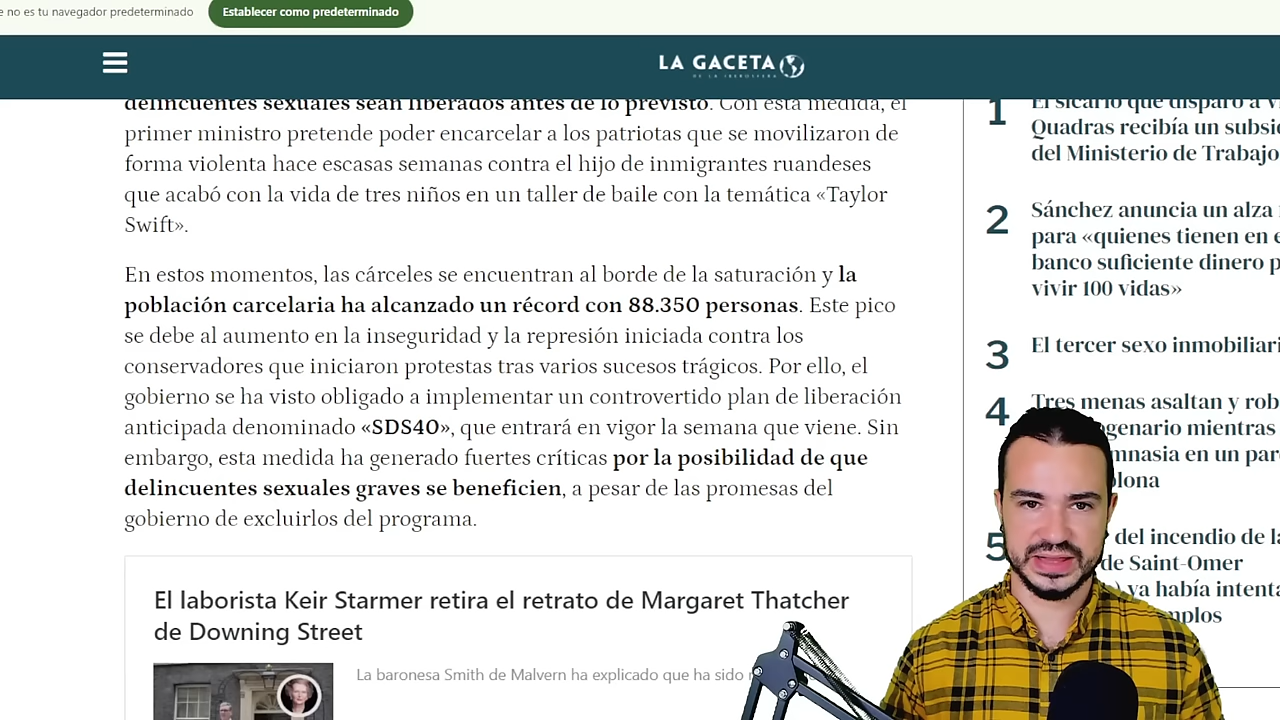 no es tu navegador predeterminado
Establecer como predeterminado
LA GACETA
DE LA IBEROSFERA
delincuentes sexuales sean liberados antes de lo previsto. Con esta medida, el
primer ministro pretende poder encarcelar a los patriotas que se movilizaron de
forma violenta hace escasas semanas contra el hijo de inmigrantes ruandeses
que acabó con la vida de tres niños en un taller de baile con la temática «Taylor
Swift».
En estos momentos, las cárceles se encuentran al borde de la saturación y la
población carcelaria ha alcanzado un récord con 88.350 personas. Este pico
se debe al aumento en la inseguridad y la represión iniciada contra los
conservadores que iniciaron protestas tras varios sucesos trágicos. Por ello, el
gobierno se ha visto obligado a implementar un controvertido plan de liberación
anticipada denominado «SDS40», que entrará en vigor la semana que viene. Sin
embargo, esta medida ha generado fuertes críticas por la posibilidad de que
delincuentes sexuales graves se beneficien, a pesar de las promesas del
gobierno de excluirlos del programa.
El laborista Keir Starmer retira el retrato de Margaret Thatcher
de Downing Street
La baronesa Smith de Malvern ha explicado que ha sido
1
El sicario que disparó a
Quadras recibía un
del Ministerio de Trabajo
2
Sánchez anuncia un alza
para «quienes tienen en
banco suficiente dinero
vivir 100 vidas»
3
El tercer sexo
4
Tres menas asaltan y
mientras
en un
5
del incendio de
de Saint-Omer
ya había